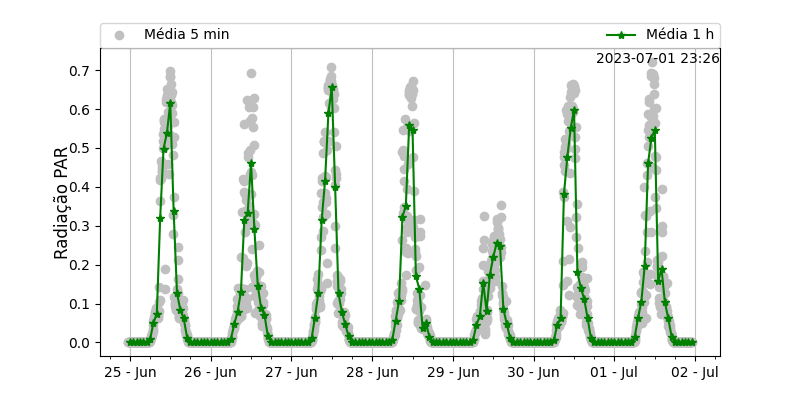 Média 5 min
Média 1 h
2023-07-01 23:26
Radiação PAR
0.7
0.6
0.5
0.4
0.3
0.2
0.1
0.0
25 - Jun
26 - Jun
27 - Jun
28 - Jun
29 - Jun
30 - Jun
01 - Jul
02 - Jul